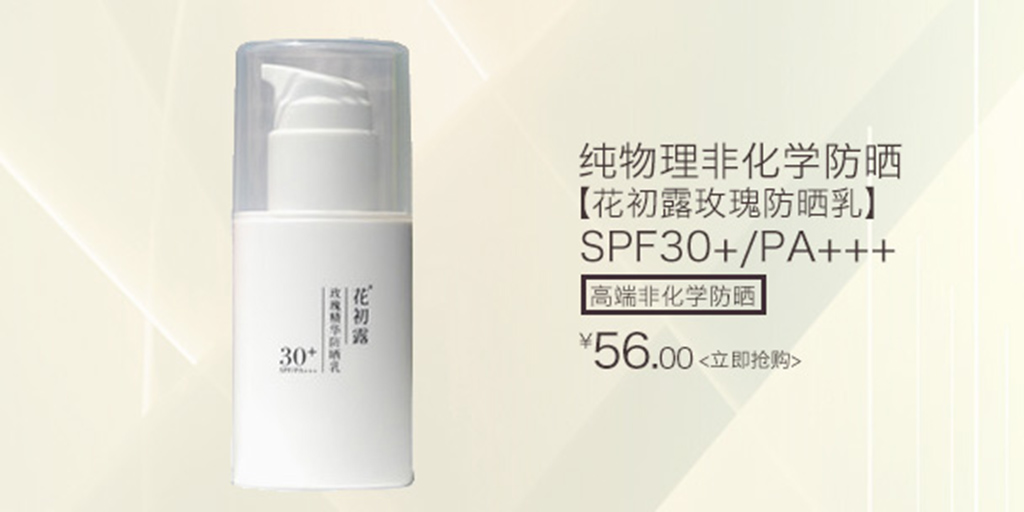 纯物理非化学防晒
【花初露玫瑰防晒乳】
SPF30+/PA+++
高端非化学防晒
¥56.00<立即抢购>
花初露
玫瑰精华防晒乳
30+
SPF/PA+++